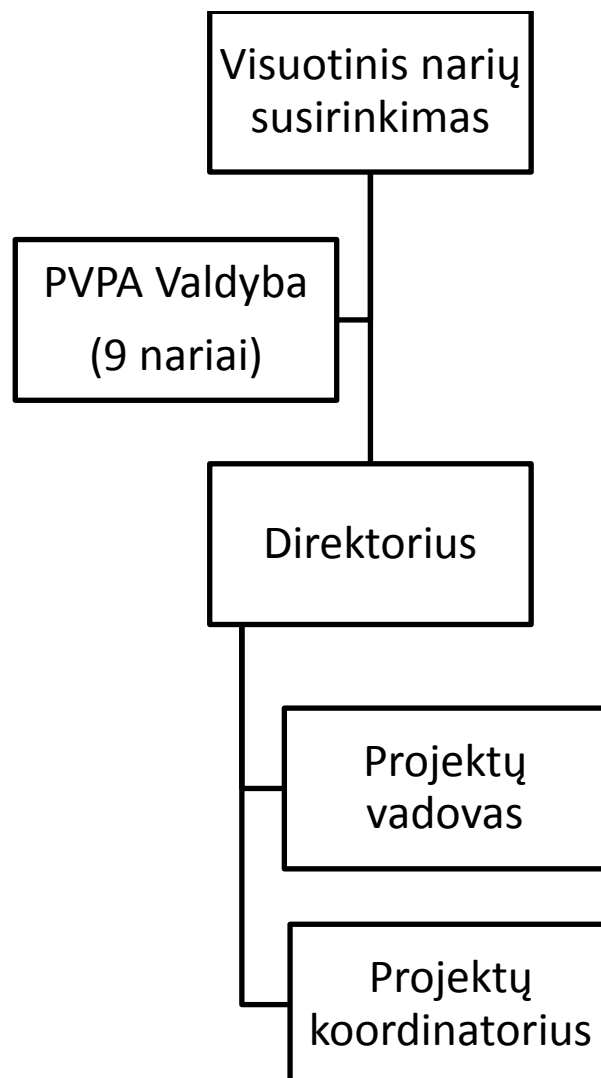 Visuotinis narių
susirinkimas
PVPA Valdyba
(9 nariai)
Direktorius
Projektų
vadovas
Projektų
koordinatorius